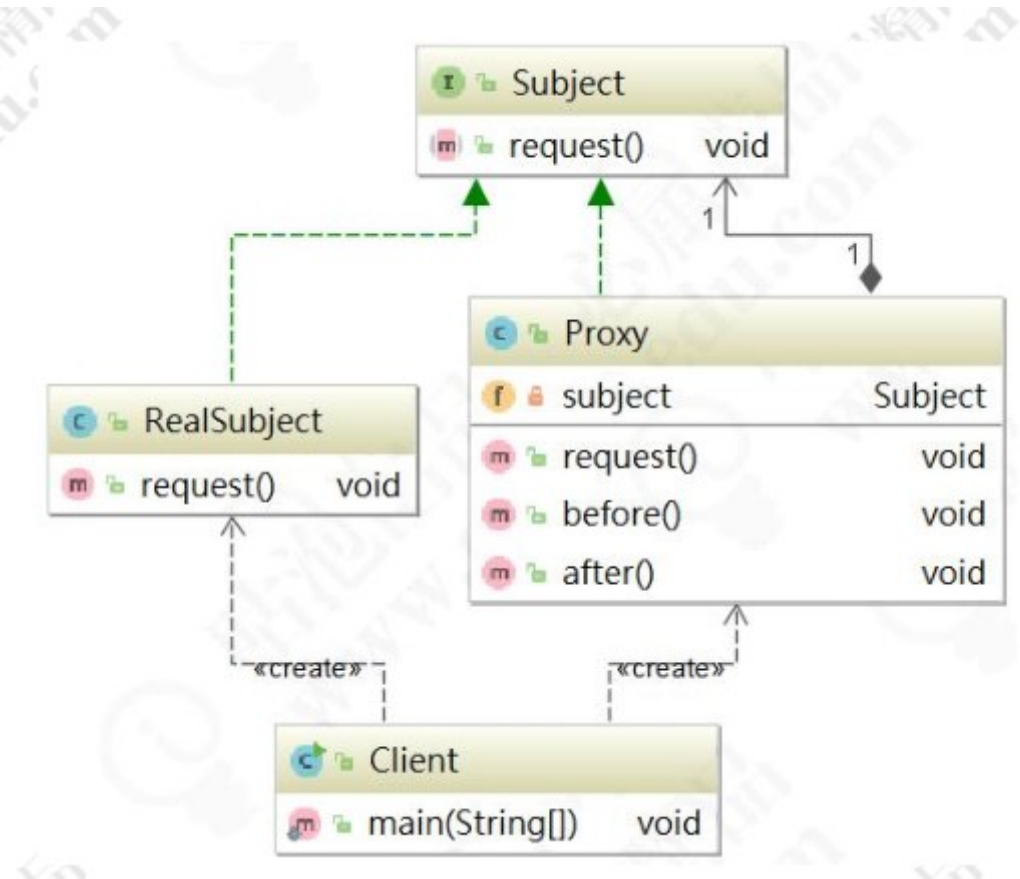 I Subject
m request() void
1
1
C Proxy
f subject Subject
C RealSubject
m request() void
m request() void
m before() void
m after() void
«create»
«create»
C Client
m main(String[]) void